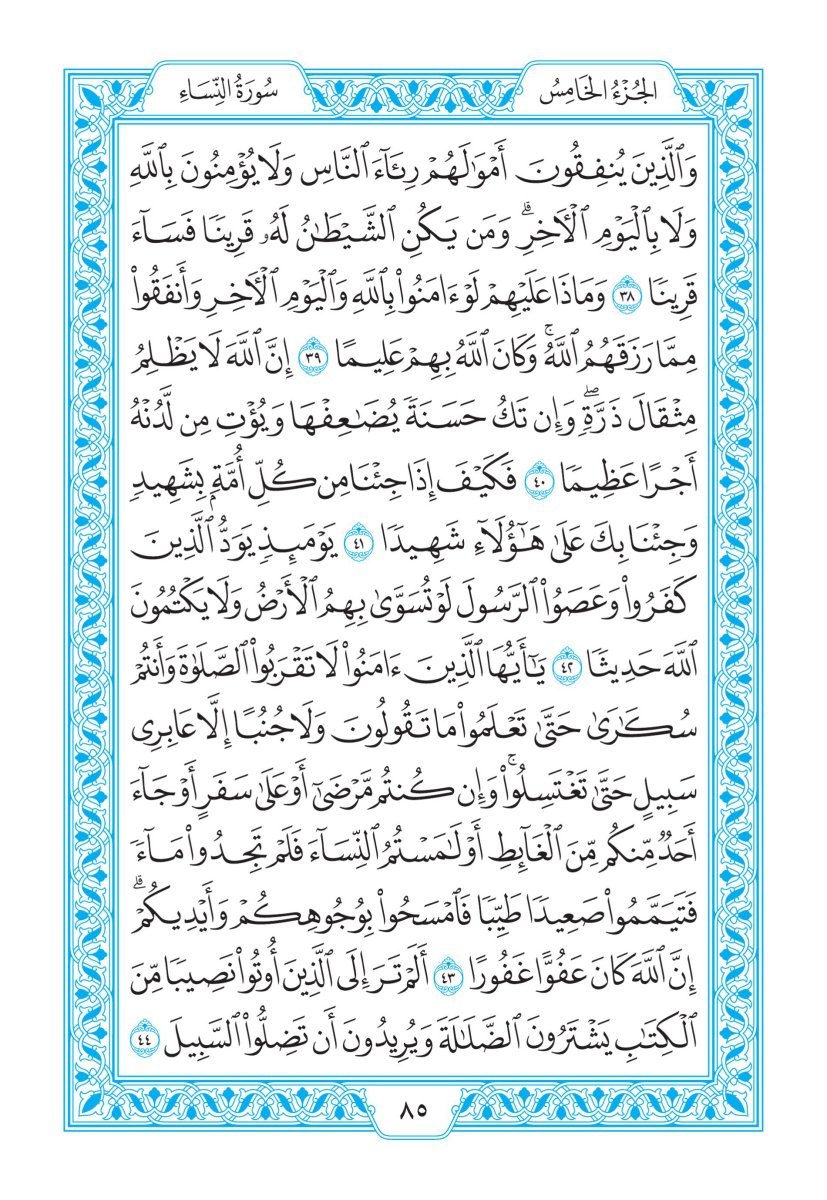 الجُزْءُ الخَامِسُ
سُورَةُ النِّسَاءِ
وَٱلَّذِينَ يُنفِقُونَ أَمْوَٰلَهُمْ رِئَآءَ ٱلنَّاسِ وَلَا يُؤْمِنُونَ بِٱللَّهِ
وَلَا بِٱلْيَوْمِ ٱلْأَخِرِۗ وَمَن يَكُنِ ٱلشَّيْطَٰنُ لَهُۥ قَرِينٗا فَسَآءَ
قَرِينٗا ٣٨ وَمَاذَا عَلَيْهِمْ لَوْ ءَامَنُوا۟ بِٱللَّهِ وَٱلْيَوْمِ ٱلْأَخِرِ وَأَنفَقُوا۟
مِمَّا رَزَقَهُمُ ٱللَّهُۚ وَكَانَ ٱللَّهُ بِهِمْ عَلِيمًا ٣٩ إِنَّ ٱللَّهَ لَا يَظْلِمُ
مِثْقَالَ ذَرَّةٖۖ وَإِن تَكُ حَسَنَةٗ يُضَٰعِفْهَا وَيُؤْتِ مِن لَّدُنْهُ
أَجْرًا عَظِيمٗا ٤٠ فَكَيْفَ إِذَا جِئْنَا مِن كُلِّ أُمَّةِۭ بِشَهِيدٖ
وَجِئْنَا بِكَ عَلَىٰ هَٰٓؤُلَآءِ شَهِيدٗا ٤١ يَوْمَئِذٖ يَوَدُّ ٱلَّذِينَ
كَفَرُوا۟ وَعَصَوُا۟ ٱلرَّسُولَ لَوْ تُسَوَّىٰ بِهِمُ ٱلْأَرْضُ وَلَا يَكْتُمُونَ
ٱللَّهَ حَدِيثٗا ٤٢ يَٰٓأَيُّهَا ٱلَّذِينَ ءَامَنُوا۟ لَا تَقْرَبُوا۟ ٱلصَّلَوٰةَ وَأَنتُمْ
سُكَٰرَىٰ حَتَّىٰ تَعْلَمُوا۟ مَا تَقُولُونَ وَلَا جُنُبًا إِلَّا عَابِرِى
سَبِيلٍ حَتَّىٰ تَغْتَسِلُوا۟ۚ وَإِن كُنتُم مَّرْضَىٰٓ أَوْ عَلَىٰ سَفَرٍ أَوْ جَآءَ
أَحَدٞ مِّنكُم مِّنَ ٱلْغَآئِطِ أَوْ لَٰمَسْتُمُ ٱلنِّسَآءَ فَلَمْ تَجِدُوا۟ مَآءٗ
فَتَيَمَّمُوا۟ صَعِيدٗا طَيِّبٗا فَٱمْسَحُوا۟ بِوُجُوهِكُمْ وَأَيْدِيكُمْۗ
إِنَّ ٱللَّهَ كَانَ عَفُوًّا غَفُورًا ٤٣ أَلَمْ تَرَ إِلَى ٱلَّذِينَ أُوتُوا۟ نَصِيبٗا مِّنَ
ٱلْكِتَٰبِ يَشْتَرُونَ ٱلضَّلَٰلَةَ وَيُرِيدُونَ أَن تَضِلُّوا۟ ٱلسَّبِيلَ ٤٤
٨٥